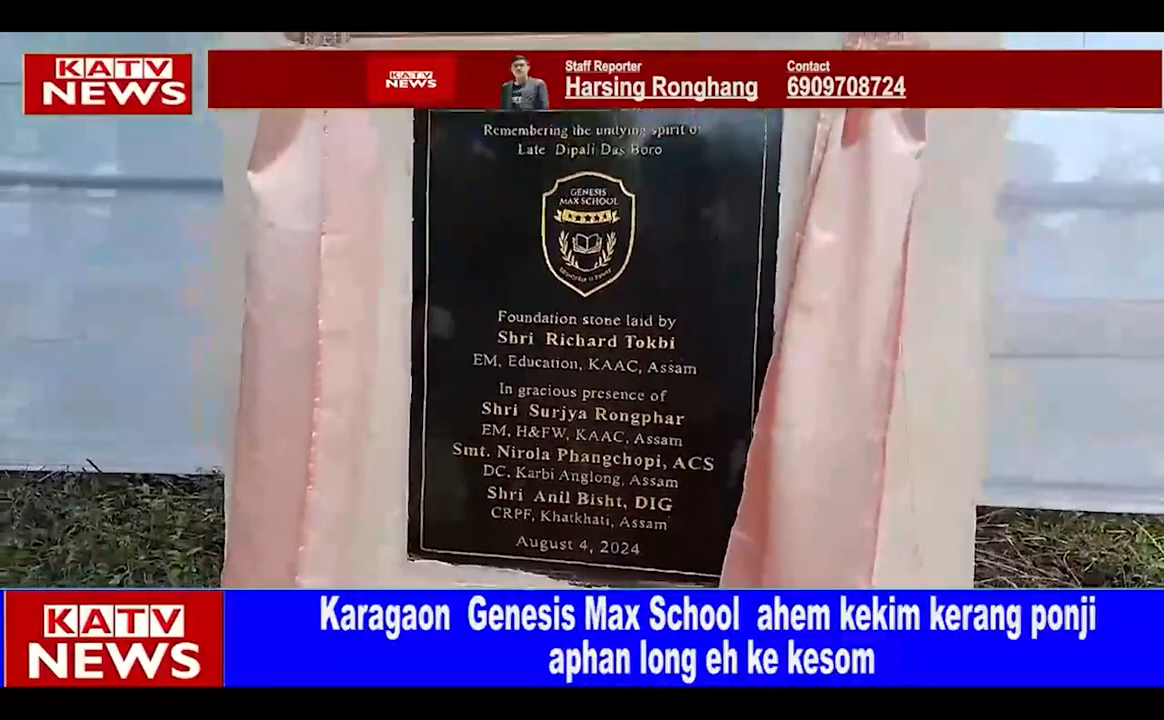 KATV
NEWS
KATV
NEWS
Staff Reporter
Harsing Ronghang
Contact
6909708724
Remembering the undying spirit of
Late Dipali Das Boro
GENESIS
MAX SCHOOL
Knowledge is Power
Foundation stone laid by
Shri Richard Tokbi
EM, Education, KAAC, Assam
In gracious presence of
Shri Surjya Rongphar
EM, H&FW, KAAC, Assam
Smt. Nirola Phangchopi, ACS
DC, Karbi Anglong, Assam
Shri Anil Bisht, DIG
CRPF, Khatkhati, Assam
August 4, 2024
KATV
NEWS
Karagaon Genesis Max School ahem kekim kerang ponji
aphan long eh ke kesom